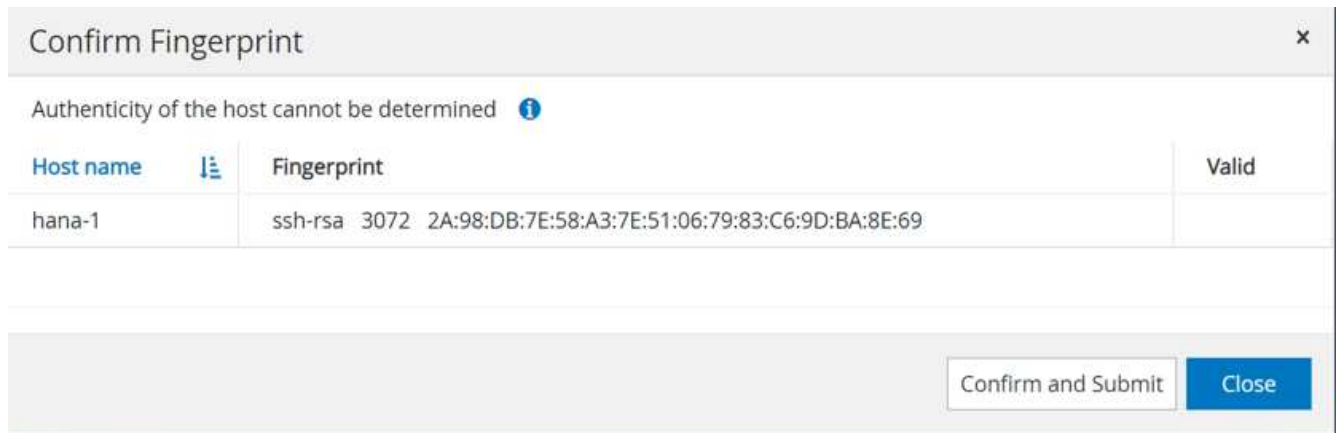 Confirm Fingerprint ×
Authenticity of the host cannot be determined
Host name Fingerprint Valid
hana-1 ssh-rsa 3072 2A:98:DB:7E:58:A3:7E:51:06:79:83:C6:9D:BA:8E:69
Confirm and Submit Close